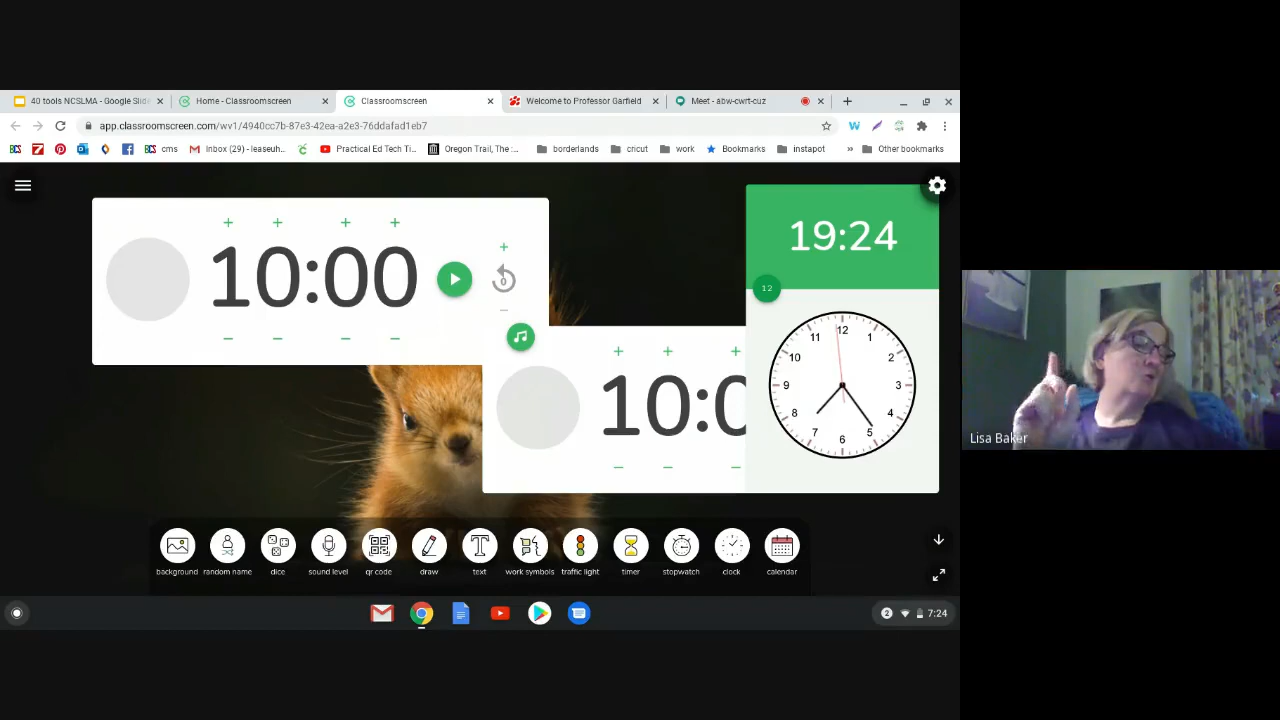 40 tools NCSLMA - Google Slide
Home - Classroomscreen
Classroomscreen
Welcome to Professor Garfield
Meet - abw-cwrt-cuz
app.classroomscreen.com/wv1/4940cc7b-87e3-42ea-a2e3-76ddafad1eb7
BCS
cms
Inbox (29) - leaseuh...
Practical Ed Tech Ti...
Oregon Trail, The :...
borderlands
cricut
work
Bookmarks
instapot
Other bookmarks
10:00
0
10:0
19:24
12
12
1
2
3
4
5
6
7
8
9
10
11
Lisa Baker
background
random name
dice
sound level
qr code
draw
text
work symbols
traffic light
timer
stopwatch
clock
calendar
2
7:24